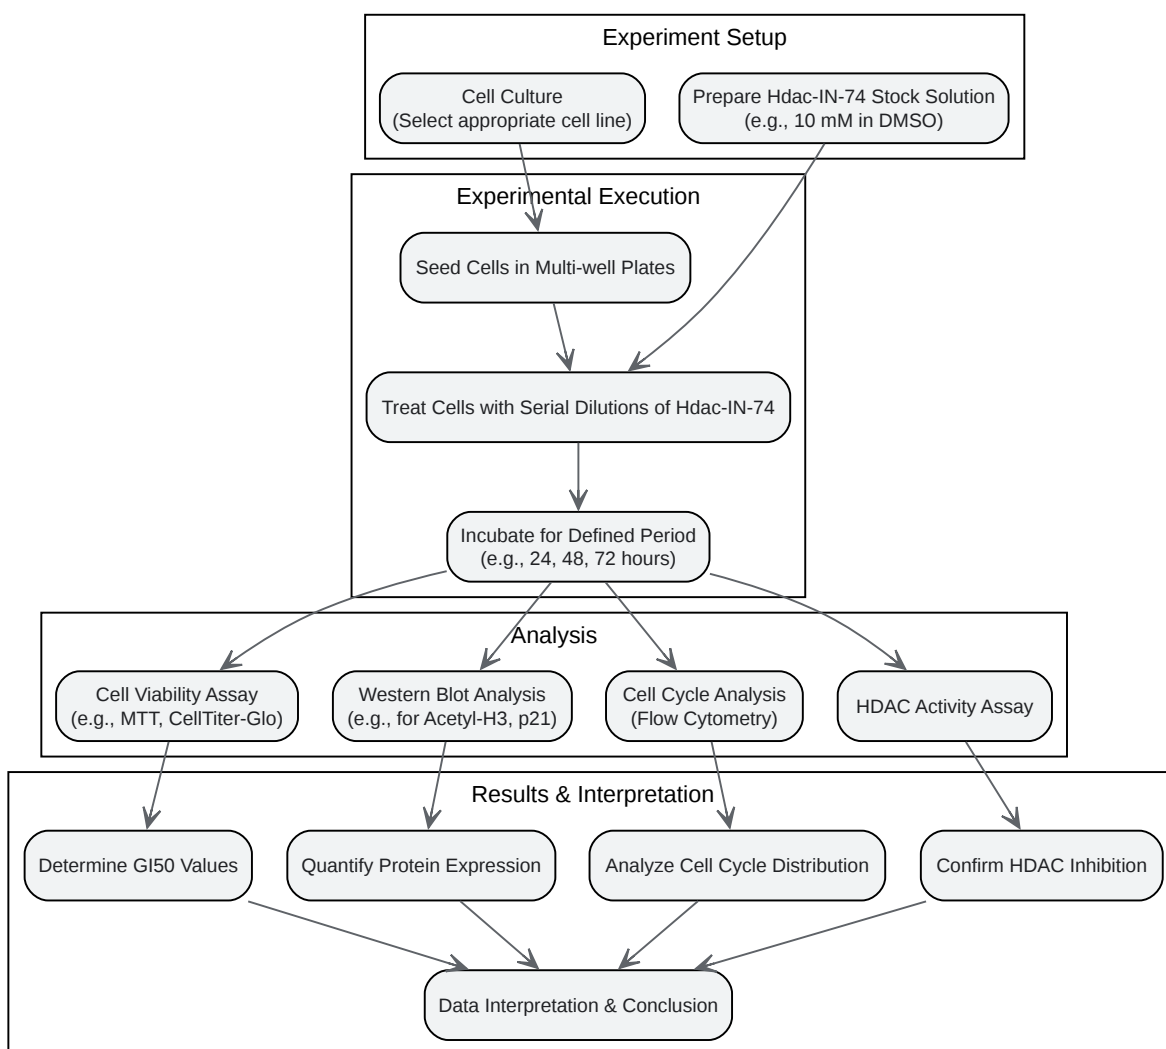 Experiment Setup
Cell Culture
(Select appropriate cell line)
Prepare Hdac-IN-74 Stock Solution
(e.g., 10 mM in DMSO)
Experimental Execution
Seed Cells in Multi-well Plates
Treat Cells with Serial Dilutions of Hdac-IN-74
Incubate for Defined Period
(e.g., 24, 48, 72 hours)
Analysis
Cell Viability Assay
(e.g., MTT, CellTiter-Glo)
Western Blot Analysis
(e.g., for Acetyl-H3, p21)
Cell Cycle Analysis
(Flow Cytometry)
HDAC Activity Assay
Results & Interpretation
Determine GI50 Values
Quantify Protein Expression
Analyze Cell Cycle Distribution
Confirm HDAC Inhibition
Data Interpretation & Conclusion